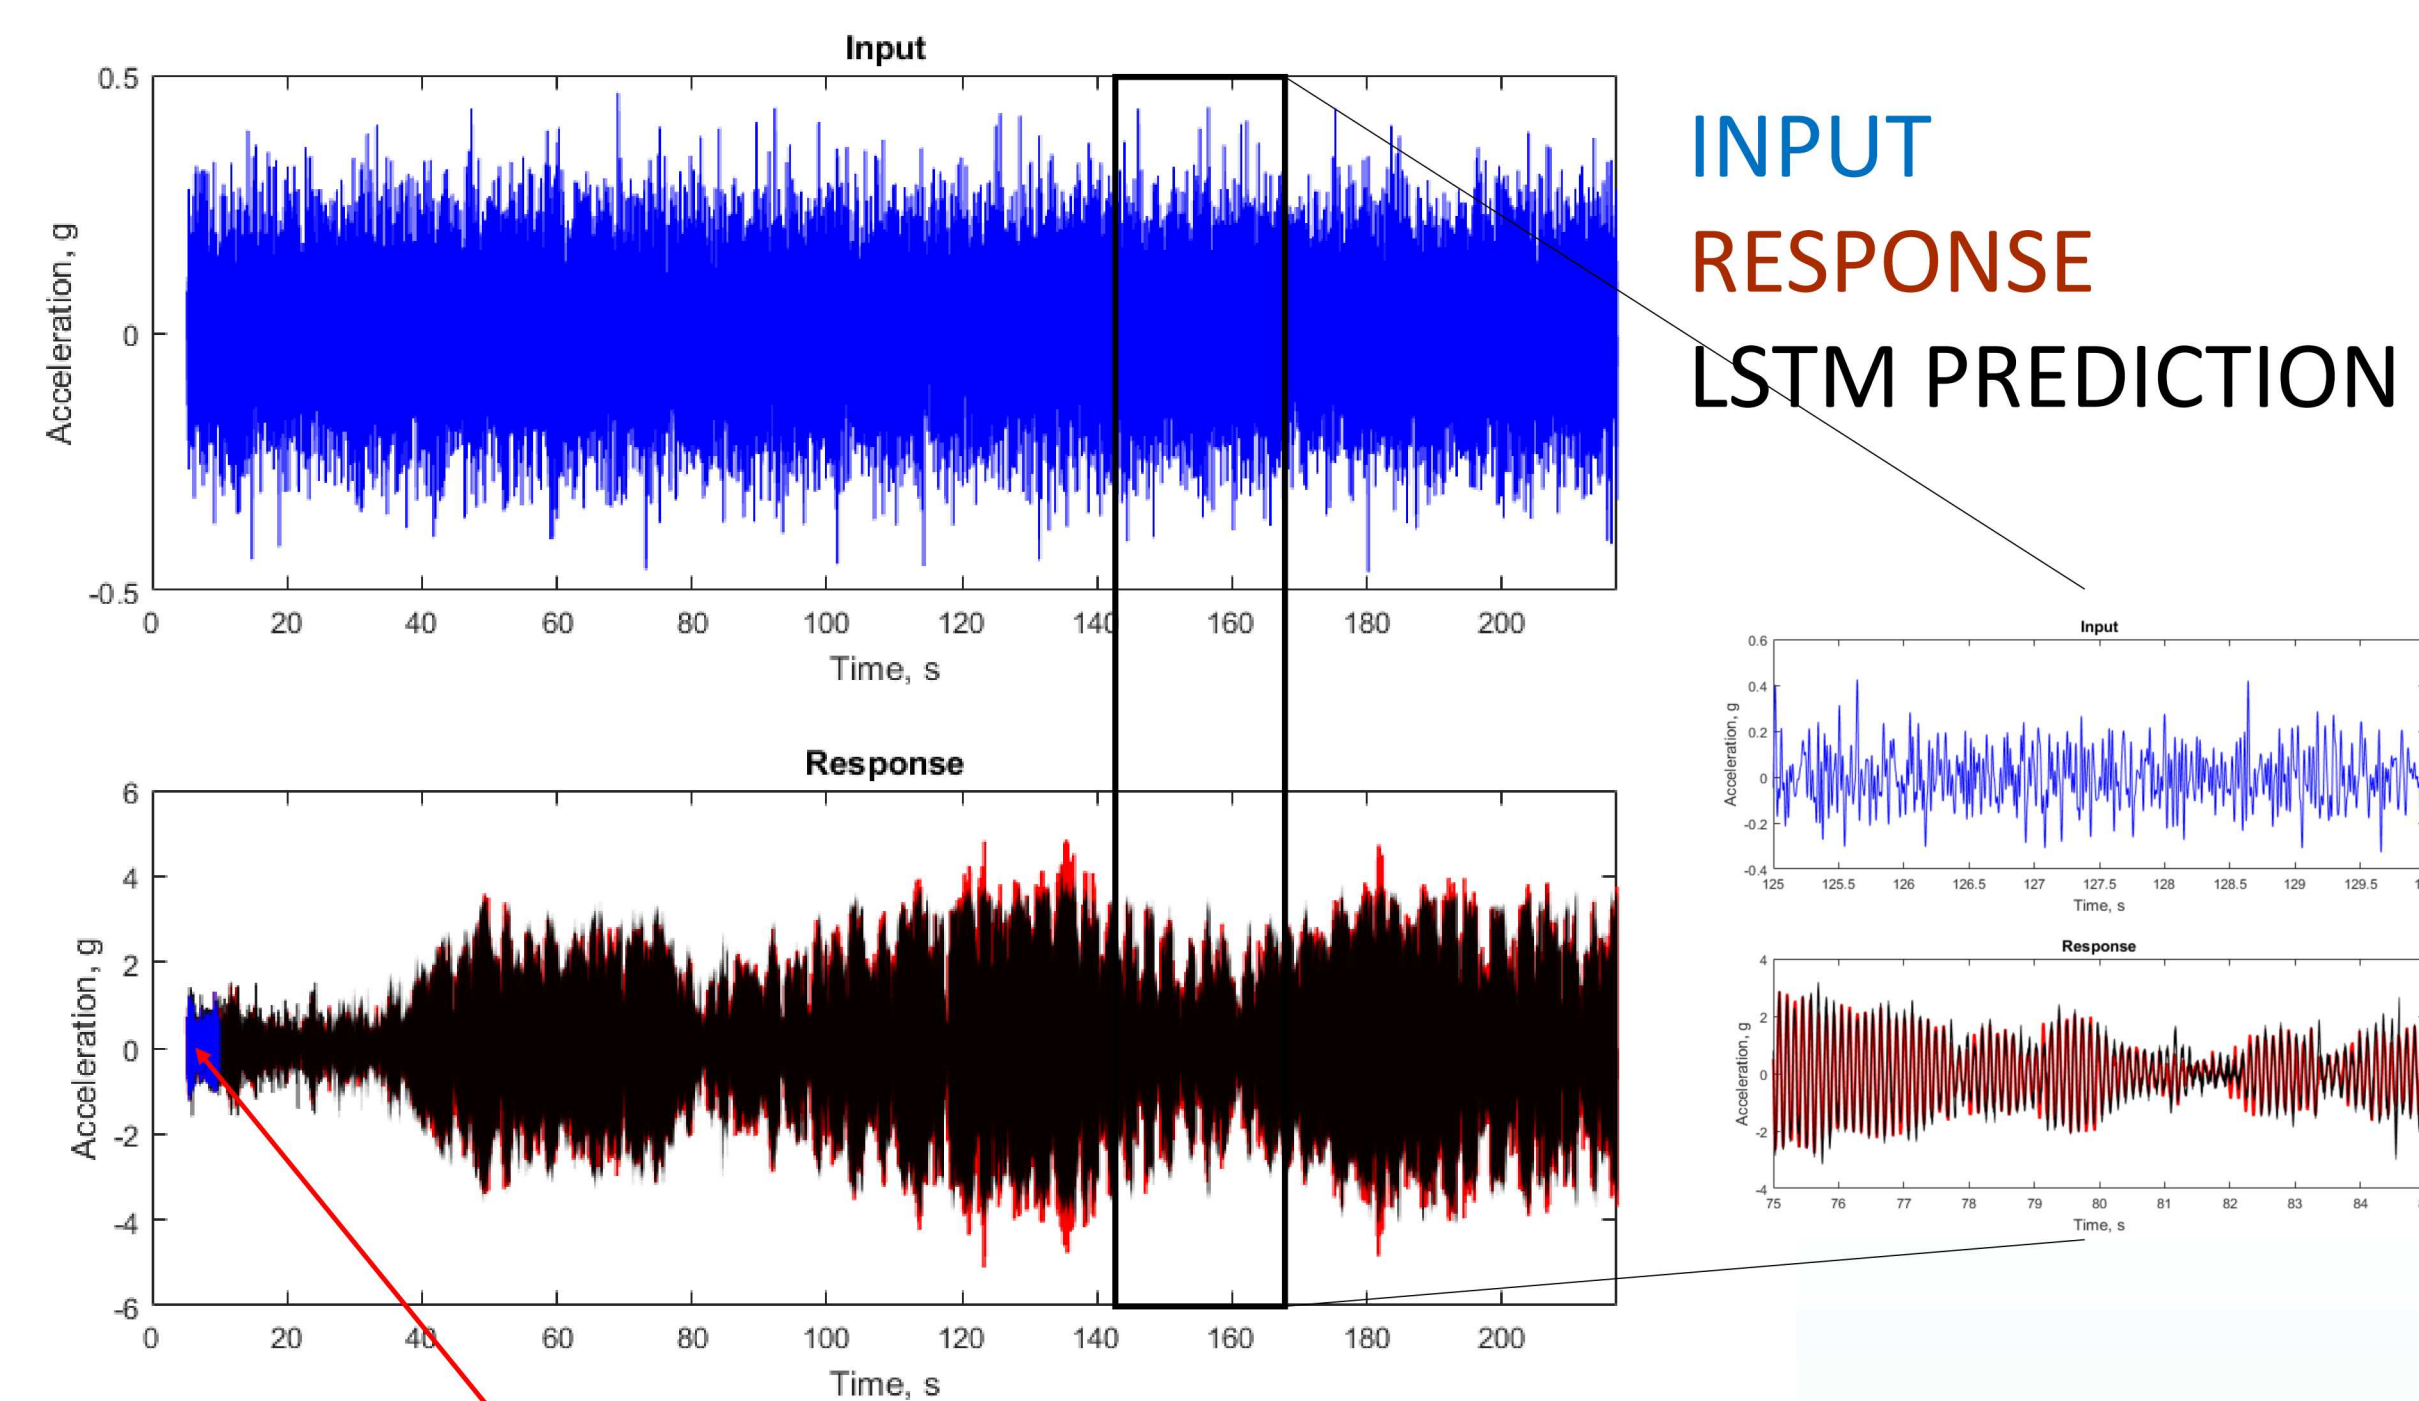 Input
0.5
0
-0.5
Acceleration, g
0 20 40 60 80 100 120 140 160 180 200
Time, s
INPUT
RESPONSE
LSTM PREDICTION
Response
6
4
2
0
-2
-4
-6
Acceleration, g
0 20 40 60 80 100 120 140 160 180 200
Time, s
Input
0.6
0.4
0.2
0
-0.2
-0.4
Acceleration, g
125 125.5 126 126.5 127 127.5 128 128.5 129 129.5
Time, s
Response
4
2
0
-2
-4
Acceleration, g
75 76 77 78 79 80 81 82 83 84
Time, s